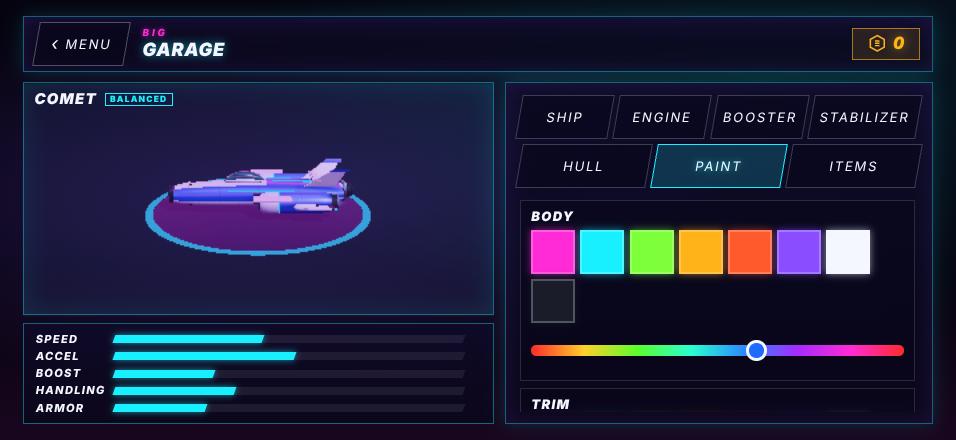 ‹ MENU
BIG
GARAGE
0
COMET
BALANCED
SPEED
ACCEL
BOOST
HANDLING
ARMOR
SHIP
ENGINE
BOOSTER
STABILIZER
HULL
PAINT
ITEMS
BODY
TRIM